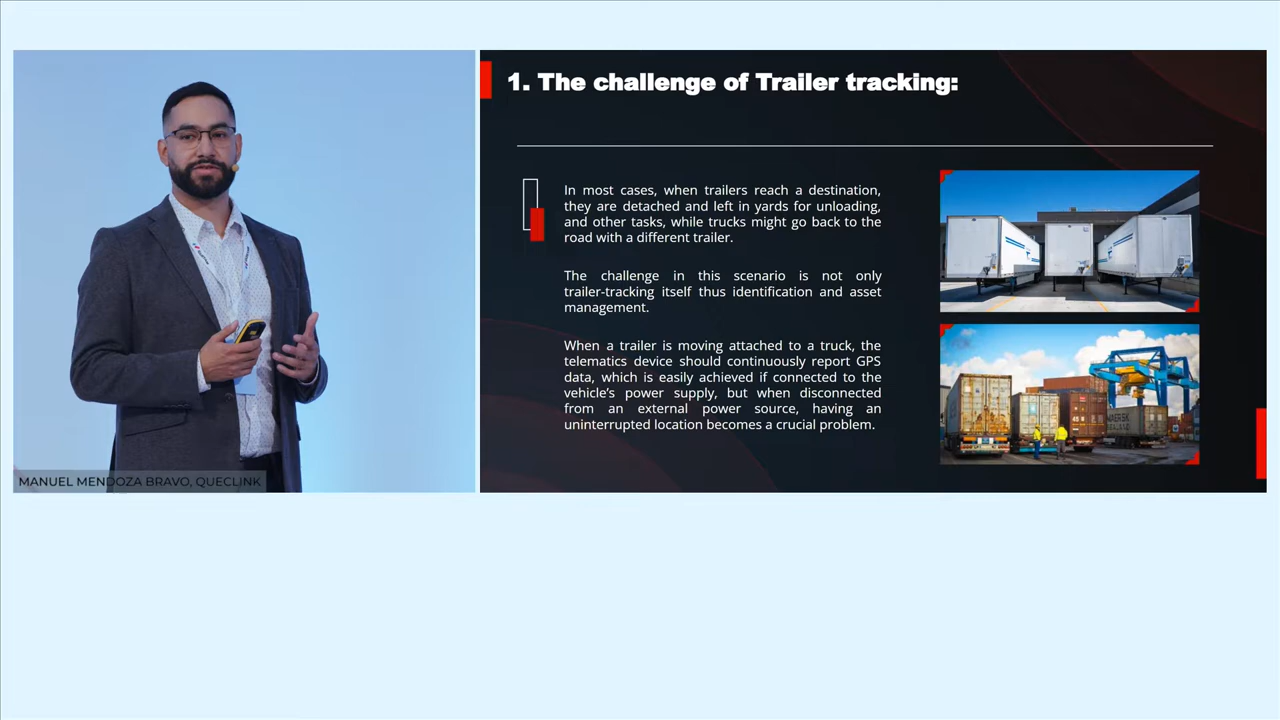 1. The challenge of Trailer tracking:
In most cases, when trailers reach a destination,
they are detached and left in yards for unloading,
and other tasks, while trucks might go back to the
road with a different trailer.
The challenge in this scenario is not only
trailer-tracking itself thus identification and asset
management.
When a trailer is moving attached to a truck, the
telematics device should continuously report GPS
data, which is easily achieved if connected to the
vehicle's power supply, but when disconnected
from an external power source, having an
uninterrupted location becomes a crucial problem.
MANUEL MENDOZA BRAVO, QUECLINK